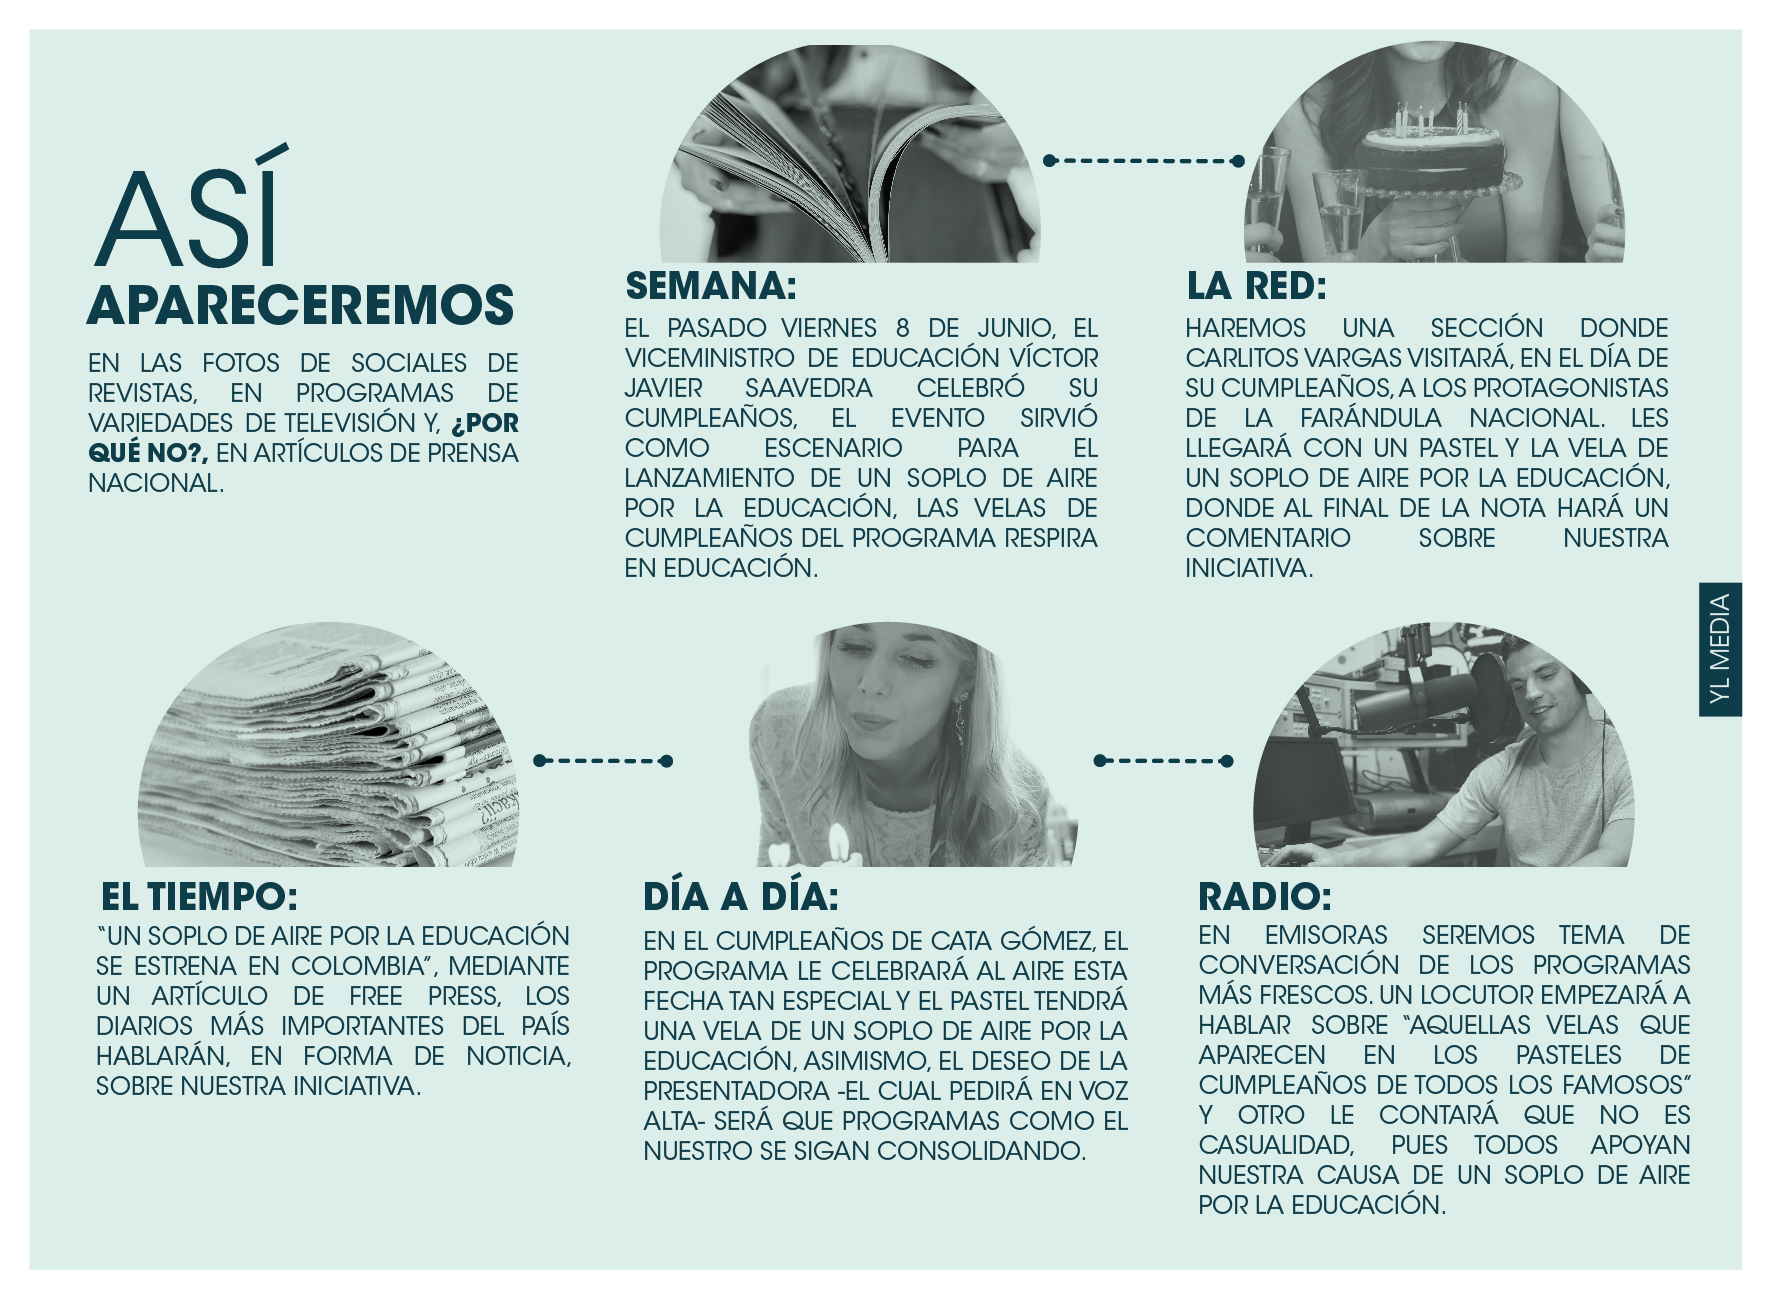 ASÍ
APARECEREMOS
EN LAS FOTOS DE SOCIALES DE
REVISTAS, EN PROGRAMAS DE
VARIEDADES DE TELEVISIÓN Y, ¿POR
QUÉ NO?, EN ARTÍCULOS DE PRENSA
NACIONAL.
SEMANA:
EL PASADO VIERNES 8 DE JUNIO, EL
VICEMINISTRO DE EDUCACIÓN VÍCTOR
JAVIER SAAVEDRA CELEBRÓ SU
CUMPLEAÑOS, EL EVENTO SIRVIÓ
COMO ESCENARIO PARA EL
LANZAMIENTO DE UN SOPLO DE AIRE
POR LA EDUCACIÓN, LAS VELAS DE
CUMPLEAÑOS DEL PROGRAMA RESPIRA
EN EDUCACIÓN.
LA RED:
HAREMOS UNA SECCIÓN DONDE
CARLITOS VARGAS VISITARÁ, EN EL DÍA DE
SU CUMPLEAÑOS, A LOS PROTAGONISTAS
DE LA FARÁNDULA NACIONAL. LES
LLEGARÁ CON UN PASTEL Y LA VELA DE
UN SOPLO DE AIRE POR LA EDUCACIÓN,
DONDE AL FINAL DE LA NOTA HARÁ UN
COMENTARIO SOBRE NUESTRA
INICIATIVA.
YL MEDIA
EL TIEMPO:
“UN SOPLO DE AIRE POR LA EDUCACIÓN
SE ESTRENA EN COLOMBIA”, MEDIANTE
UN ARTÍCULO DE FREE PRESS, LOS
DIARIOS MÁS IMPORTANTES DEL PAÍS
HABLARÁN, EN FORMA DE NOTICIA,
SOBRE NUESTRA INICIATIVA.
DÍA A DÍA:
EN EL CUMPLEAÑOS DE CATA GÓMEZ, EL
PROGRAMA LE CELEBRARÁ AL AIRE ESTA
FECHA TAN ESPECIAL Y EL PASTEL TENDRÁ
UNA VELA DE UN SOPLO DE AIRE POR LA
EDUCACIÓN, ASIMISMO, EL DESEO DE LA
PRESENTADORA -EL CUAL PEDIRÁ EN VOZ
ALTA- SERÁ QUE PROGRAMAS COMO EL
NUESTRO SE SIGAN CONSOLIDANDO.
RADIO:
EN EMISORAS SEREMOS TEMA DE
CONVERSACIÓN DE LOS PROGRAMAS
MÁS FRESCOS. UN LOCUTOR EMPEZARÁ A
HABLAR SOBRE “AQUELLAS VELAS QUE
APARECEN EN LOS PASTELES DE
CUMPLEAÑOS DE TODOS LOS FAMOSOS”
Y OTRO LE CONTARÁ QUE NO ES
CASUALIDAD, PUES TODOS APOYAN
NUESTRA CAUSA DE UN SOPLO DE AIRE
POR LA EDUCACIÓN.